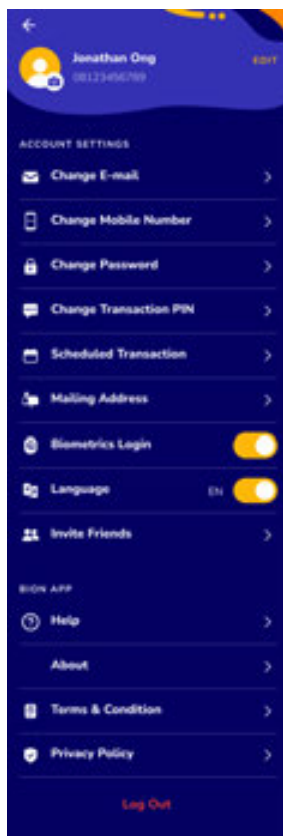 Jonathan Ong
EDIT
08123456789
ACCOUNT SETTINGS
Change E-mail
Change Mobile Number
Change Password
Change Transaction PIN
Scheduled Transaction
Mailing Address
Biometrics Login
Language EN
Invite Friends
BION APP
Help
About
Terms & Condition
Privacy Policy
Log Out